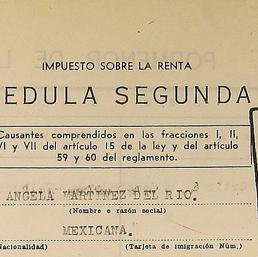 IMPUESTO SOBRE LA RENTA
EDULA SEGUNDA
Causantes comprendidos en las fracciones I, II,
VI y VII del artículo 15 de la ley y del artículo
59 y 60 del reglamento.
ANGELA MARTINEZ DEL RIO.
(Nombre o razón social)
MEXICANA.
Nacionalidad) (Tarjeta de inmigración Núm.)